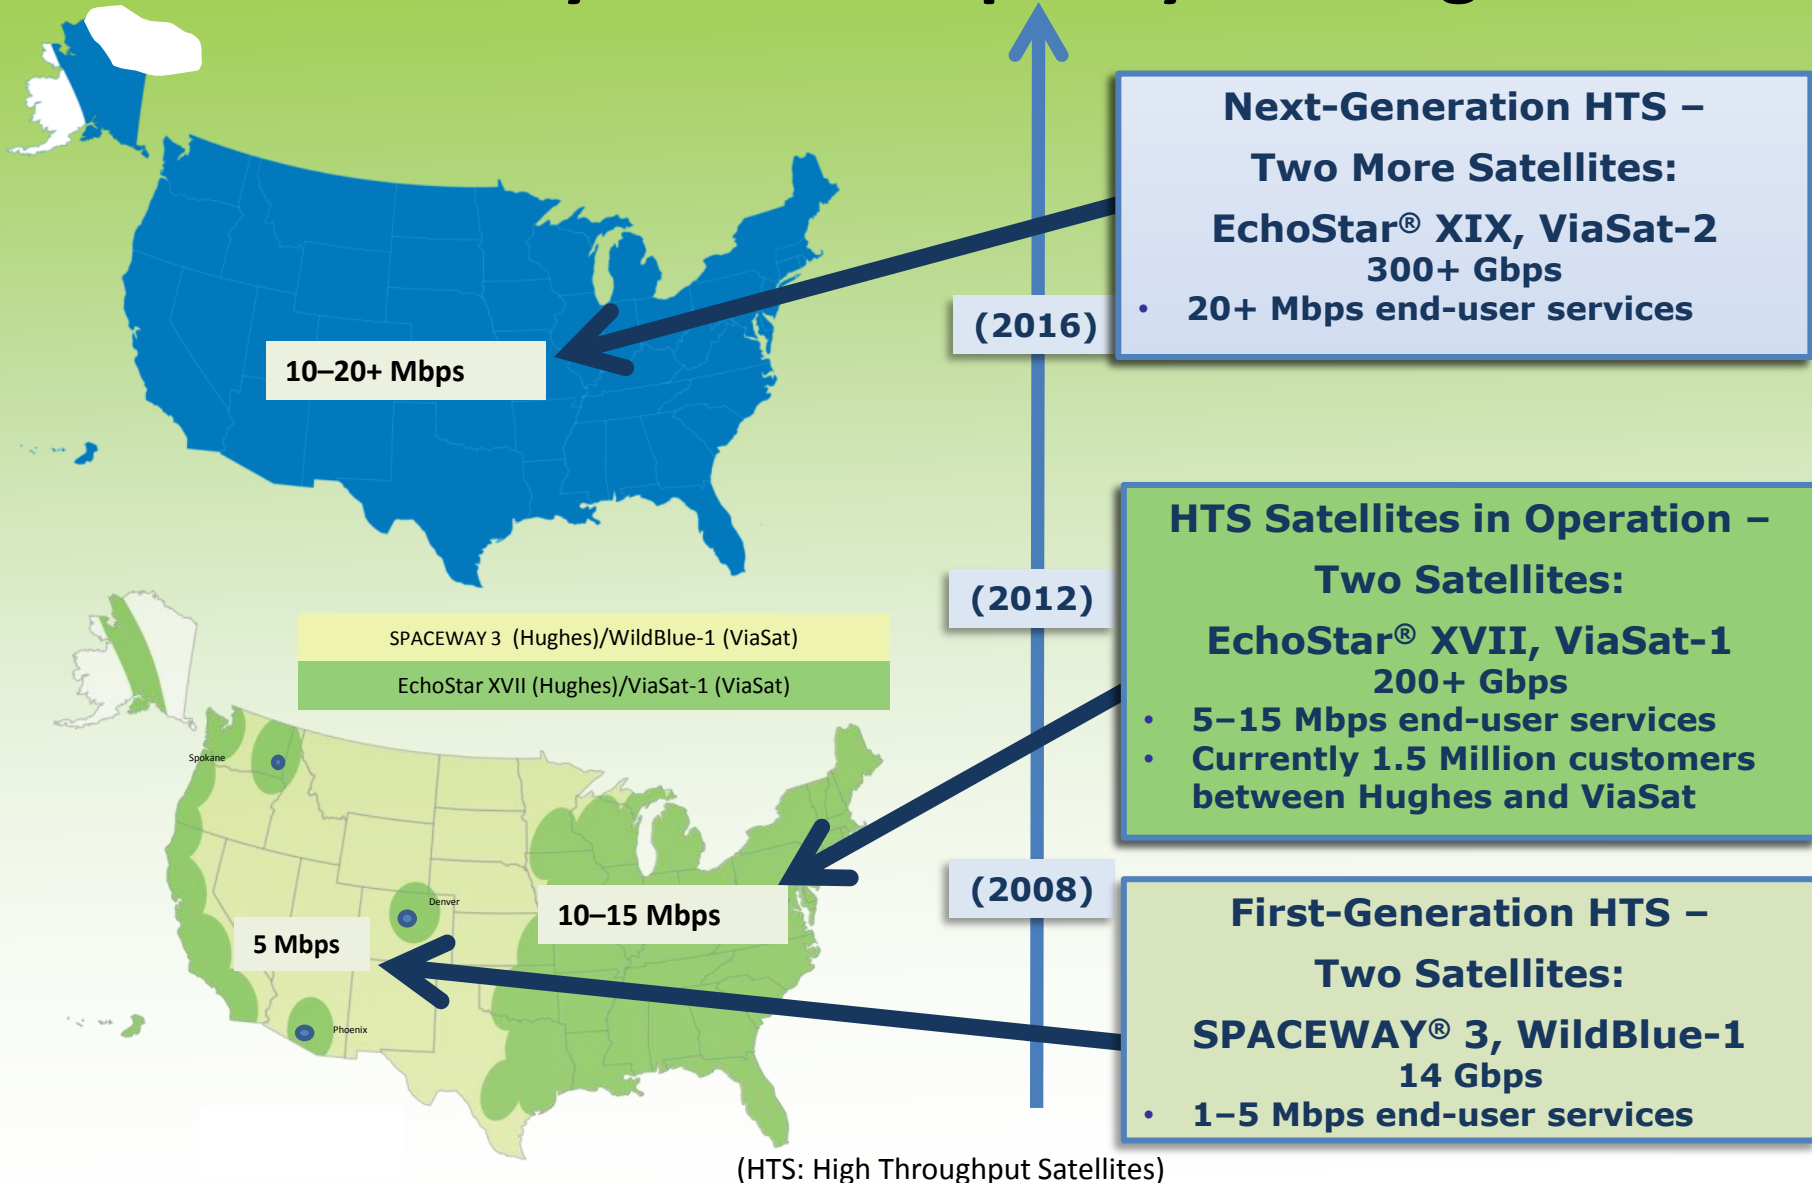 Next-Generation HTS –
Two More Satellites:
EchoStar® XIX, ViaSat-2
300+ Gbps
• 20+ Mbps end-user services
(2016)
10–20+ Mbps
HTS Satellites in Operation –
Two Satellites:
EchoStar® XVII, ViaSat-1
200+ Gbps
• 5–15 Mbps end-user services
• Currently 1.5 Million customers
between Hughes and ViaSat
(2012)
SPACEWAY 3 (Hughes)/WildBlue-1 (ViaSat)
EchoStar XVII (Hughes)/ViaSat-1 (ViaSat)
Spokane
Denver
10–15 Mbps
5 Mbps
Phoenix
(2008)
First-Generation HTS –
Two Satellites:
SPACEWAY® 3, WildBlue-1
14 Gbps
• 1–5 Mbps end-user services
(HTS: High Throughput Satellites)